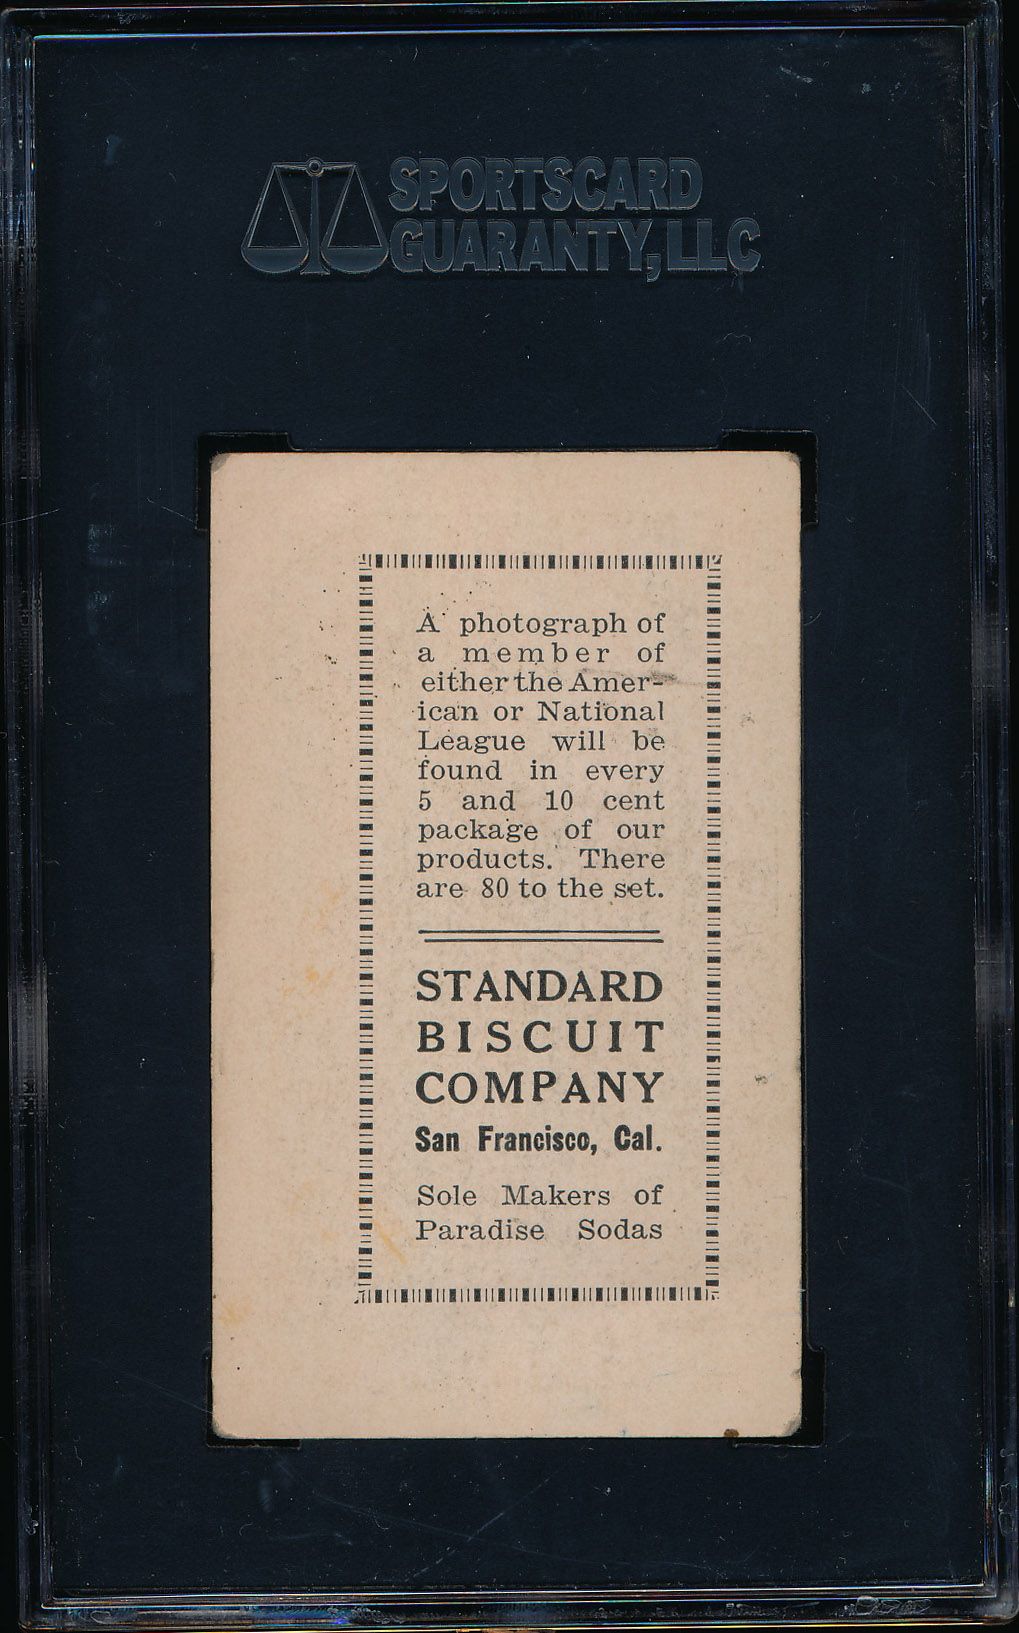 SPORTSCARD
GUARANTY, LLC
A photograph of
a member of
either the Amer-
ican or National
League will be
found in every
5 and 10 cent
package of our
products. There
are 80 to the set.
STANDARD
BISCUIT
COMPANY
San Francisco, Cal.
Sole Makers of
Paradise Sodas